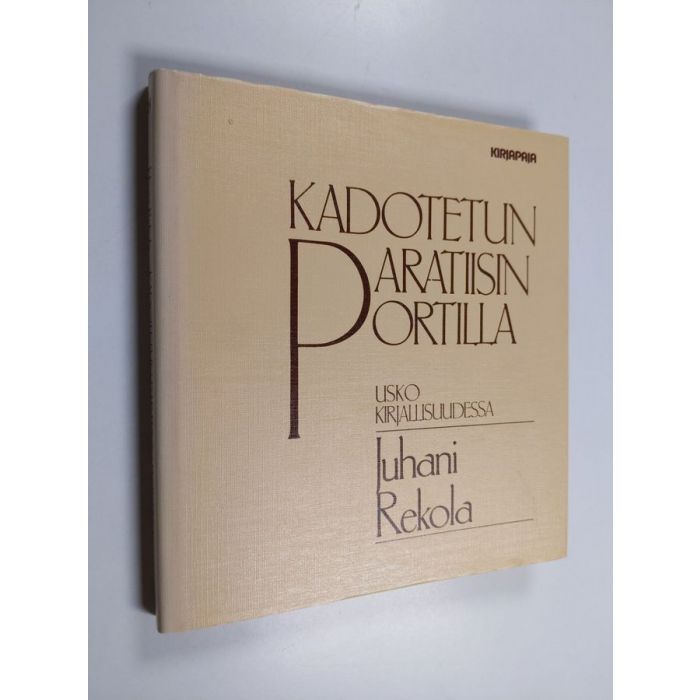 KIRJAPAJA
KADOTETUN
PARATIISIN
PORTILLA
USKO
KIRJALLISUUDESSA
Juhani
Rekola